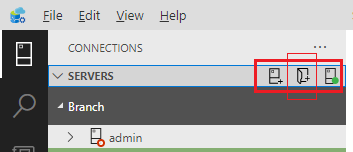 File Edit View Help
CONNECTIONS
SERVERS
Branch
admin